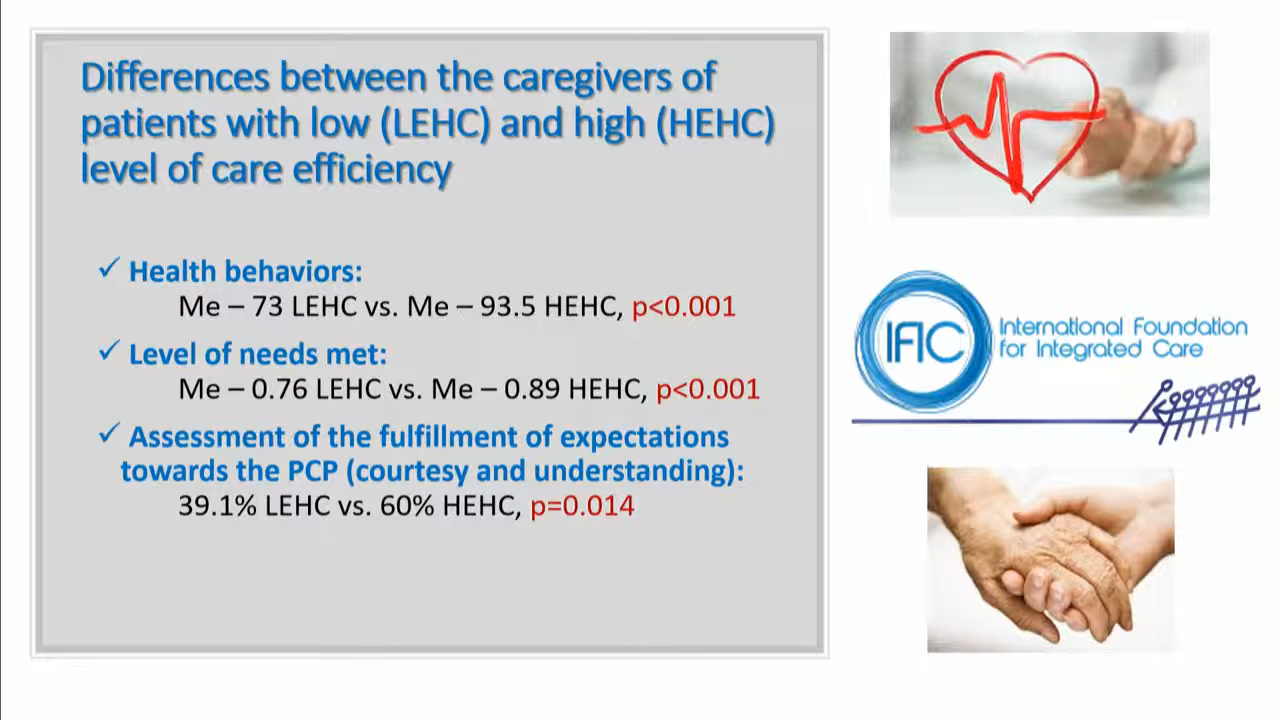 Differences between the caregivers of
patients with low (LEHC) and high (HEHC)
level of care efficiency
✓ Health behaviors:
Me – 73 LEHC vs. Me – 93.5 HEHC, p<0.001
✓ Level of needs met:
Me – 0.76 LEHC vs. Me – 0.89 HEHC, p<0.001
✓ Assessment of the fulfillment of expectations
towards the PCP (courtesy and understanding):
39.1% LEHC vs. 60% HEHC, p=0.014
IFIC
International Foundation
for Integrated Care